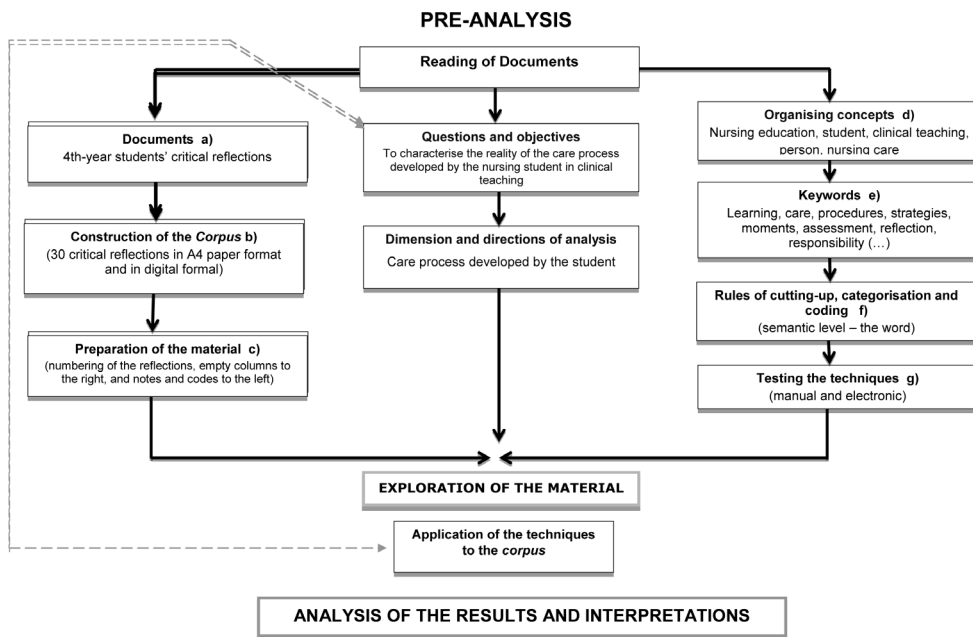 PRE-ANALYSIS
Reading of Documents
Documents a)
4th-year students' critical reflections
Construction of the Corpus b)
(30 critical reflections in A4 paper format
and in digital formal)
Preparation of the material c)
(numbering of the reflections, empty columns to
the right, and notes and codes to the left)
Questions and objectives
To characterise the reality of the care process
developed by the nursing student in clinical
teaching
Dimension and directions of analysis
Care process developed by the student
Organising concepts d)
Nursing education, student, clinical teaching,
person, nursing care
Keywords e)
Learning, care, procedures, strategies,
moments, assessment, reflection,
responsibility (…)
Rules of cutting-up, categorisation and
coding f)
(semantic level – the word)
Testing the techniques g)
(manual and electronic)
EXPLORATION OF THE MATERIAL
Application of the techniques
to the corpus
ANALYSIS OF THE RESULTS AND INTERPRETATIONS